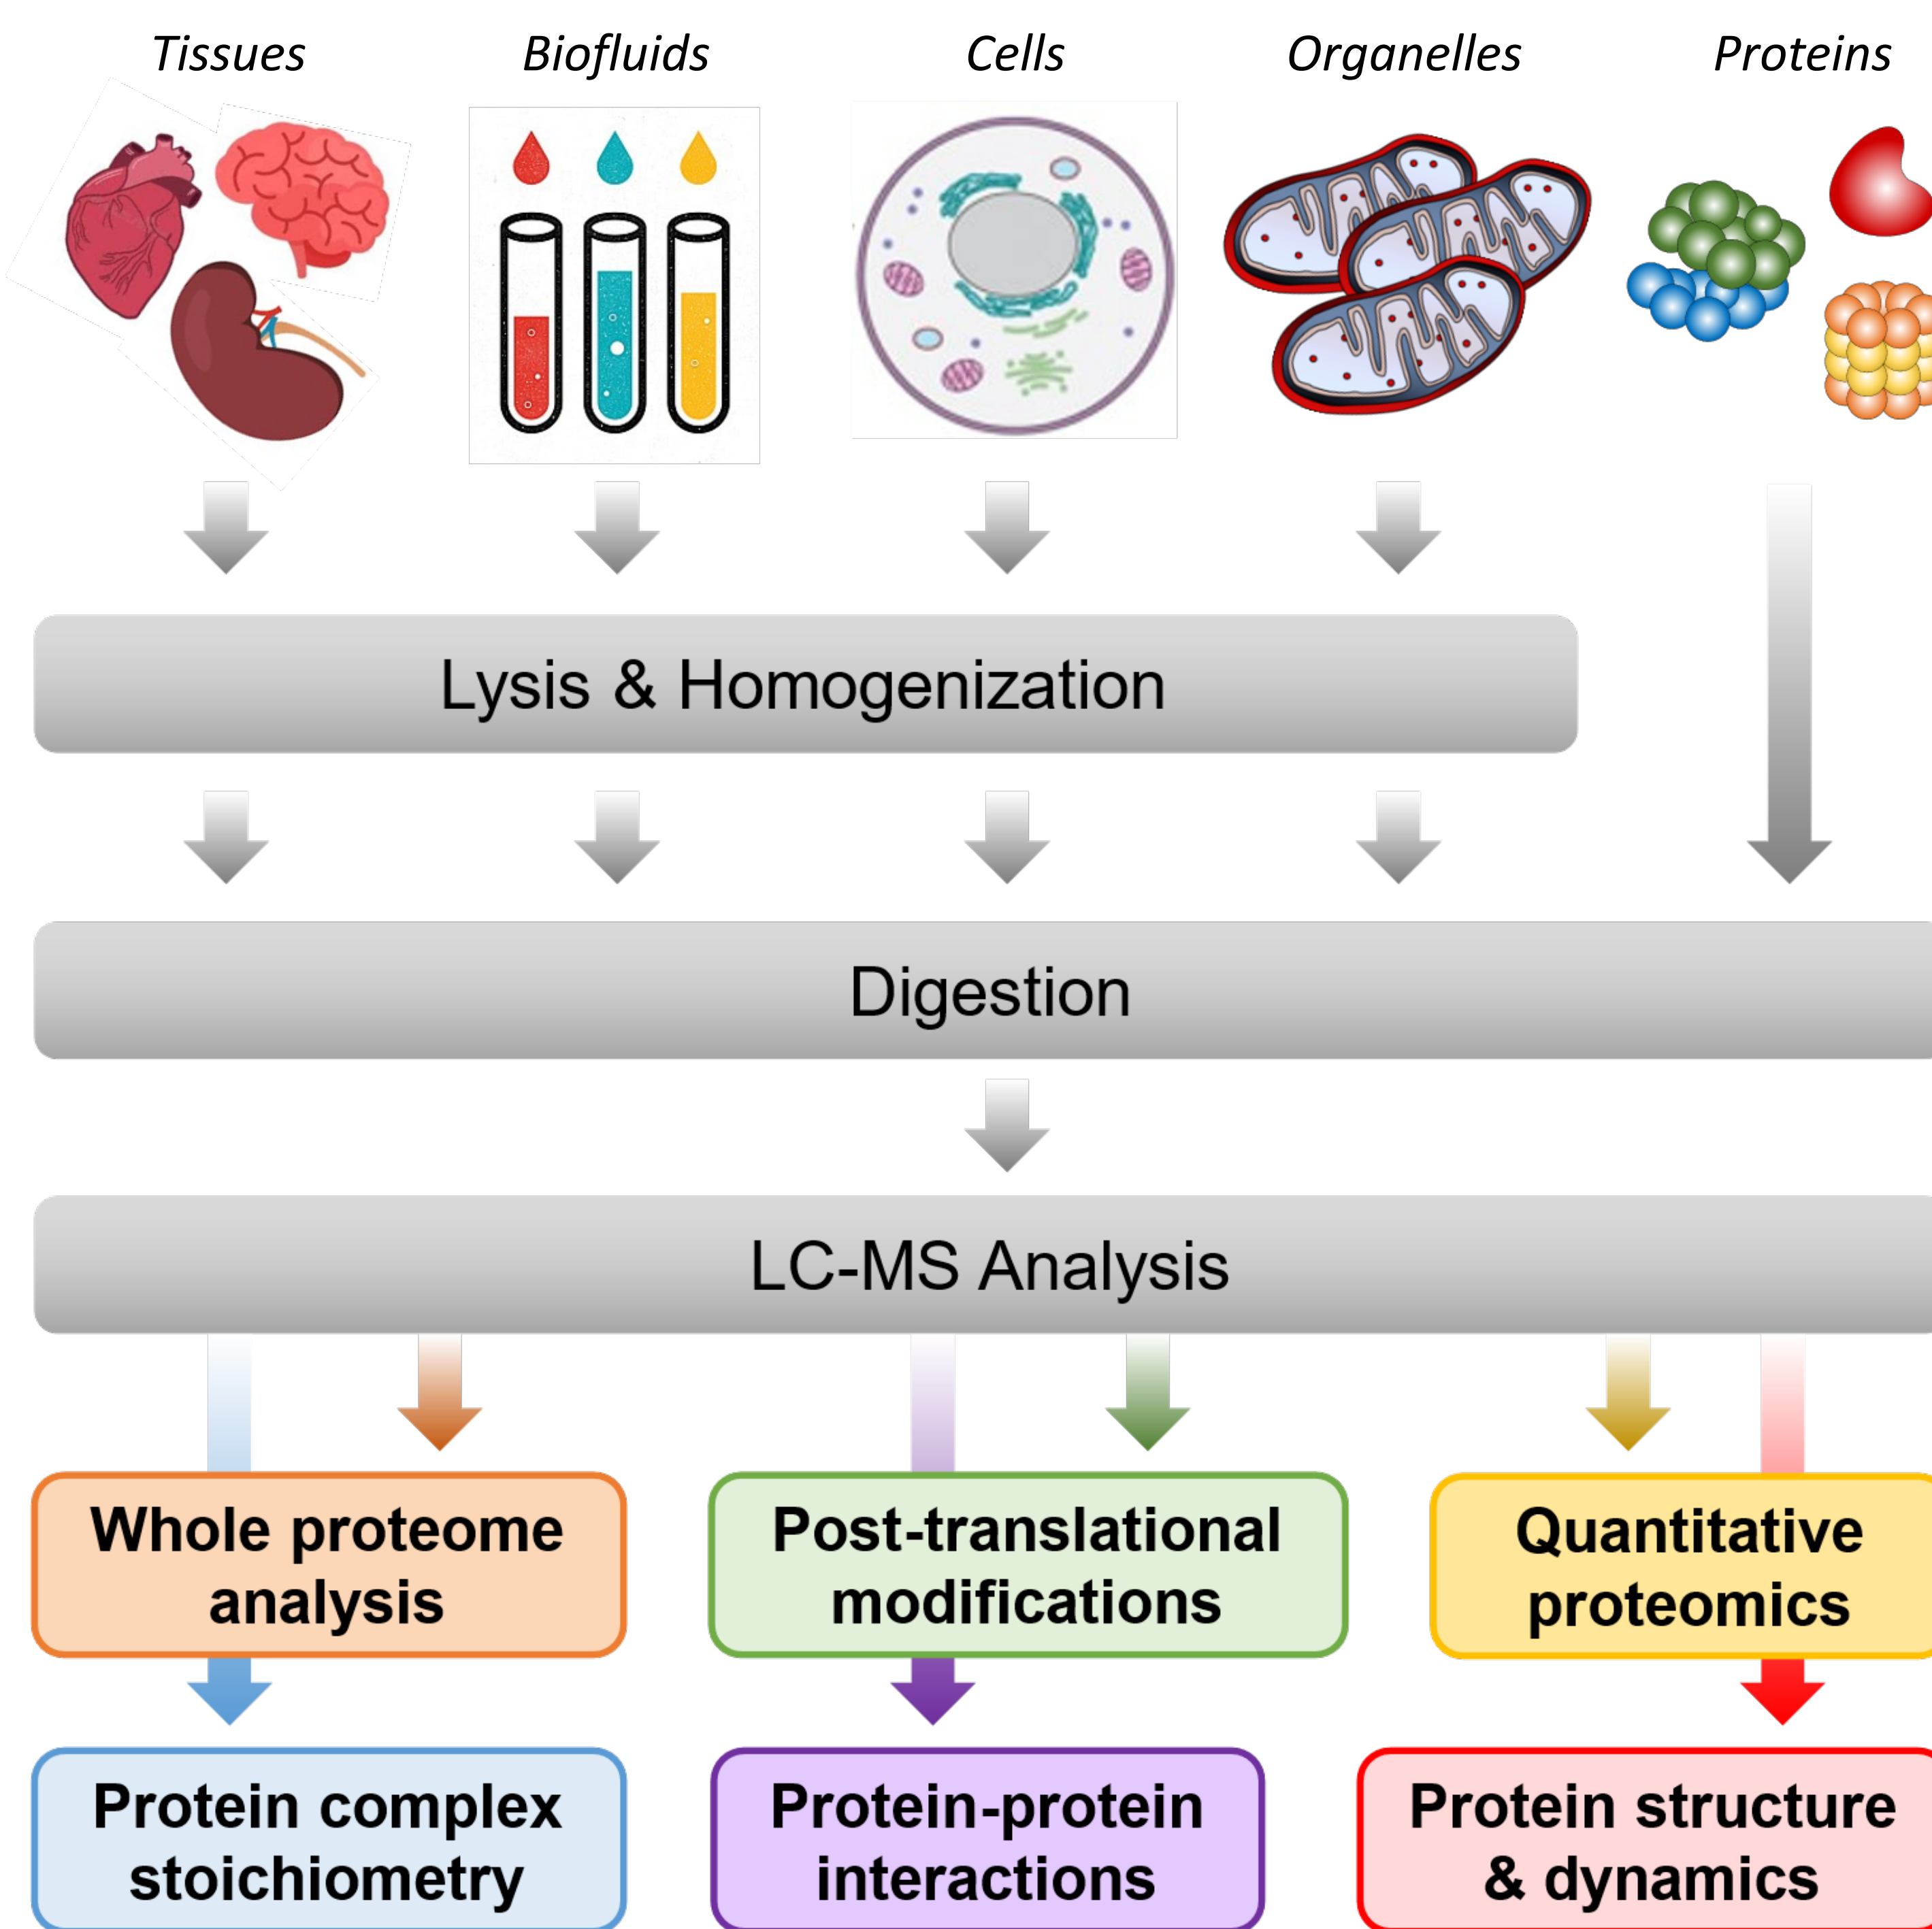 Tissues
Biofluids
Cells
Organelles
Proteins
Lysis & Homogenization
Digestion
LC-MS Analysis
Whole proteome
analysis
Post-translational
modifications
Quantitative
proteomics
Protein complex
stoichiometry
Protein-protein
interactions
Protein structure
& dynamics